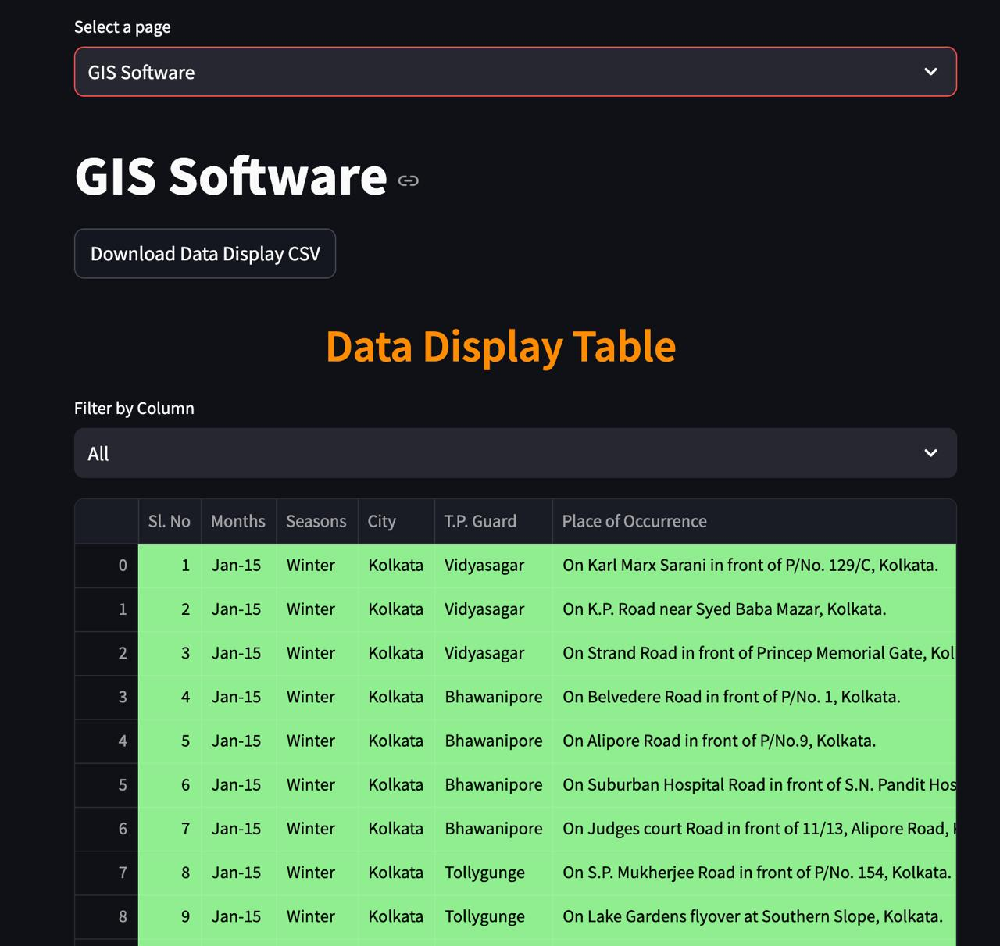 Select a page
GIS Software
GIS Software
Download Data Display CSV
Data Display Table
Filter by Column
All
Sl. No Months Seasons City T.P. Guard Place of Occurrence
0 1 Jan-15 Winter Kolkata Vidyasagar On Karl Marx Sarani in front of P/No. 129/C, Kolkata.
1 2 Jan-15 Winter Kolkata Vidyasagar On K.P. Road near Syed Baba Mazar, Kolkata.
2 3 Jan-15 Winter Kolkata Vidyasagar On Strand Road in front of Princep Memorial Gate, Kol
3 4 Jan-15 Winter Kolkata Bhawanipore On Belvedere Road in front of P/No. 1, Kolkata.
4 5 Jan-15 Winter Kolkata Bhawanipore On Alipore Road in front of P/No.9, Kolkata.
5 6 Jan-15 Winter Kolkata Bhawanipore On Suburban Hospital Road in front of S.N. Pandit Hos
6 7 Jan-15 Winter Kolkata Bhawanipore On Judges court Road in front of 11/13, Alipore Road,
7 8 Jan-15 Winter Kolkata Tollygunge On S.P. Mukherjee Road in front of P/No. 154, Kolkata.
8 9 Jan-15 Winter Kolkata Tollygunge On Lake Gardens flyover at Southern Slope, Kolkata.